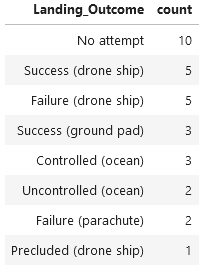 Landing_Outcome count
No attempt 10
Success (drone ship) 5
Failure (drone ship) 5
Success (ground pad) 3
Controlled (ocean) 3
Uncontrolled (ocean) 2
Failure (parachute) 2
Precluded (drone ship) 1